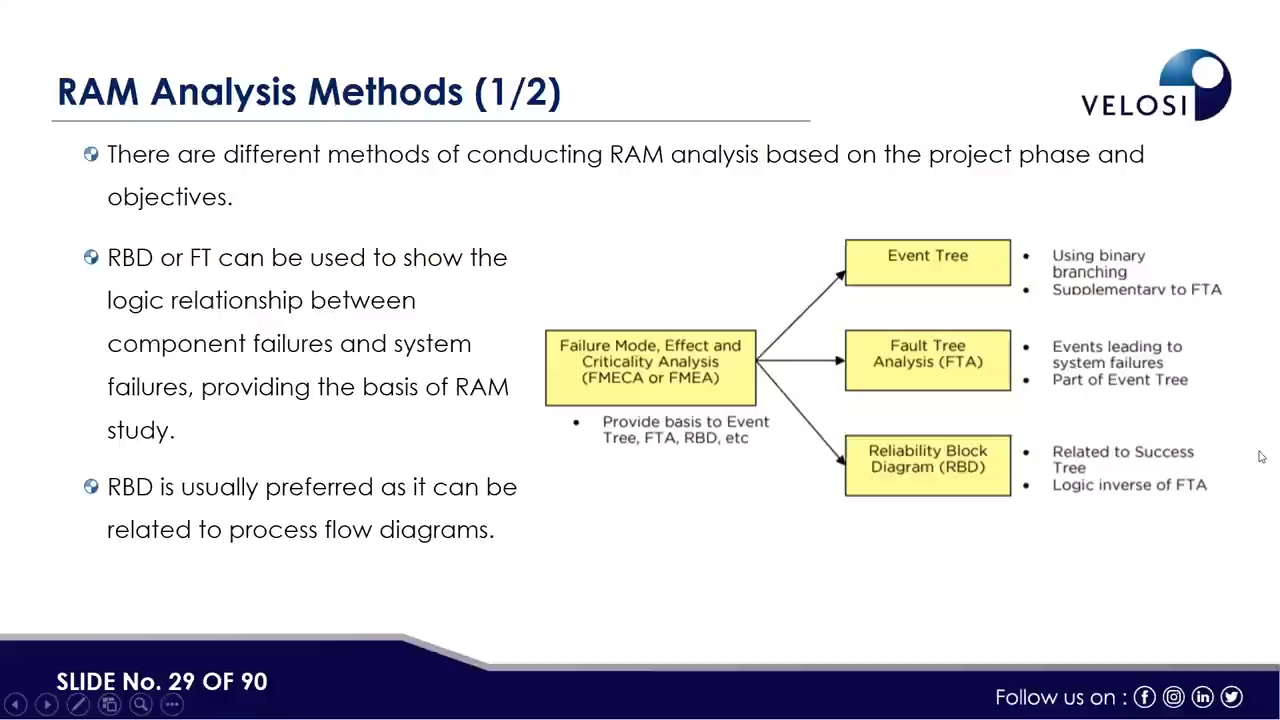 RAM Analysis Methods (1/2)
VELOSI
There are different methods of conducting RAM analysis based on the project phase and
objectives.
RBD or FT can be used to show the
logic relationship between
component failures and system
failures, providing the basis of RAM
study.
RBD is usually preferred as it can be
related to process flow diagrams.
Failure Mode, Effect and
Criticality Analysis
(FMECA or FMEA)
• Provide basis to Event
Tree, FTA, RBD, etc
Event Tree
• Using binary
branching
• Supplementary to FTA
Fault Tree
Analysis (FTA)
• Events leading to
system failures
• Part of Event Tree
Reliability Block
Diagram (RBD)
• Related to Success
Tree
• Logic inverse of FTA
SLIDE No. 29 OF 90
Follow us on :